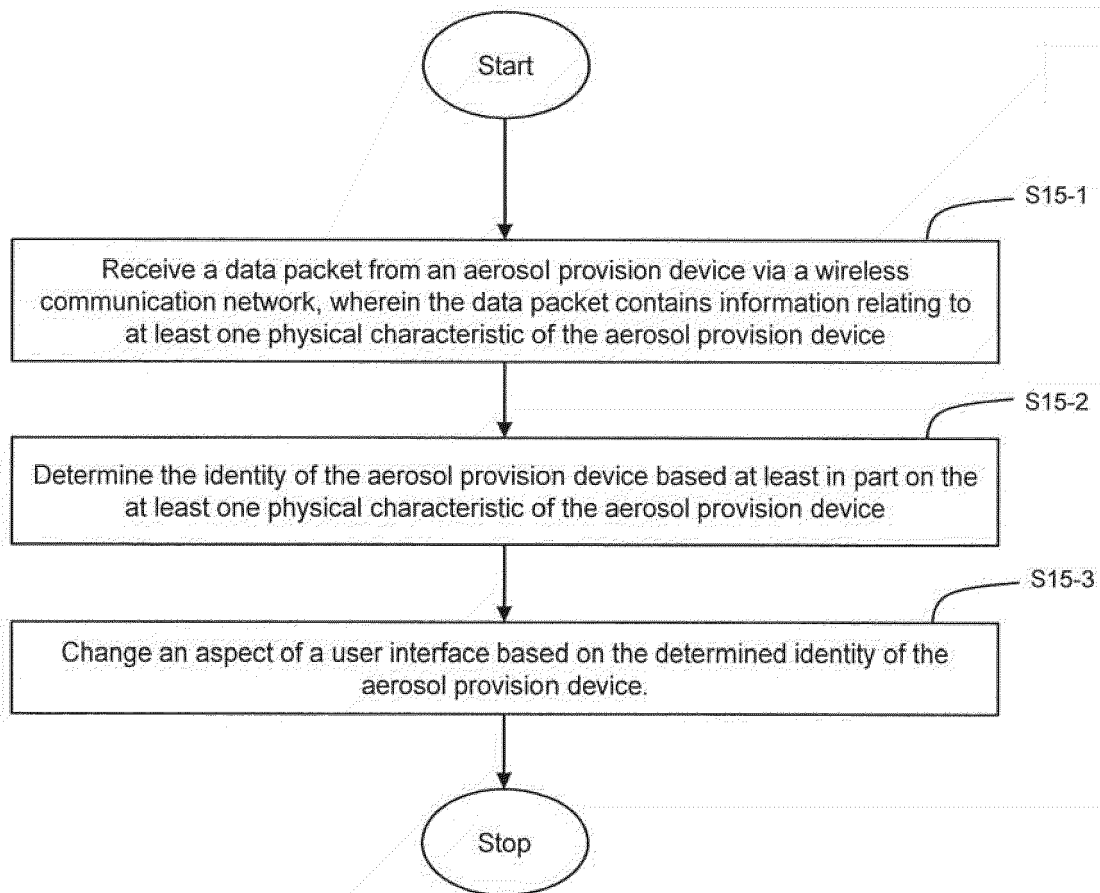 Start
S15-1
Receive a data packet from an aerosol provision device via a wireless
communication network, wherein the data packet contains information relating to
at least one physical characteristic of the aerosol provision device
S15-2
Determine the identity of the aerosol provision device based at least in part on the
at least one physical characteristic of the aerosol provision device
S15-3
Change an aspect of a user interface based on the determined identity of the
aerosol provision device.
Stop